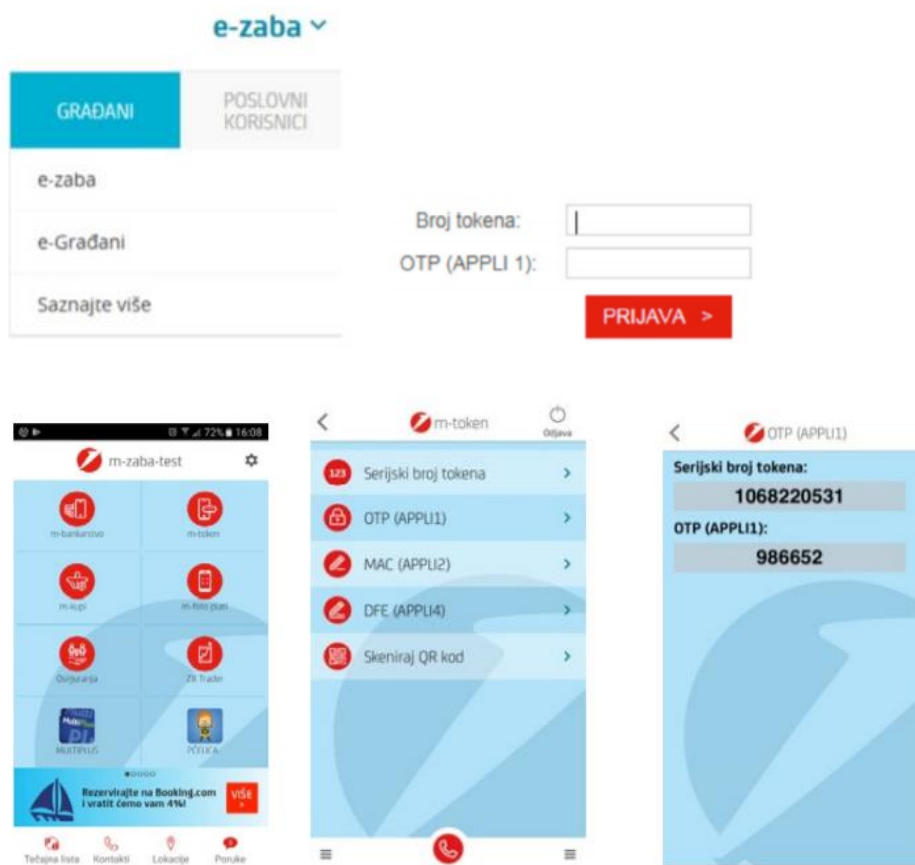 e-zaba
GRAĐANI
POSLOVNI
KORISNICI
e-zaba
e-Građani
Saznajte više
Broj tokena:
OTP (APPLI 1):
PRIJAVA >
72% 16:08
m-zaba-test
m-bankarstvo
m-token
m-kupi
m-foto plati
Osiguranja
ZB Trader
MULTIPLUS
PČELICA
Rezervirajte na Booking.com
i vratit ćemo vam 4%!
VIŠE
>
Tečajna lista
Kontakti
Lokacije
Poruke
m-token
Odjava
123 Serijski broj tokena
OTP (APPLI1)
MAC (APPLI2)
DFE (APPLI4)
Skeniraj QR kod
OTP (APPLI1)
Serijski broj tokena:
1068220531
OTP (APPLI1):
986652